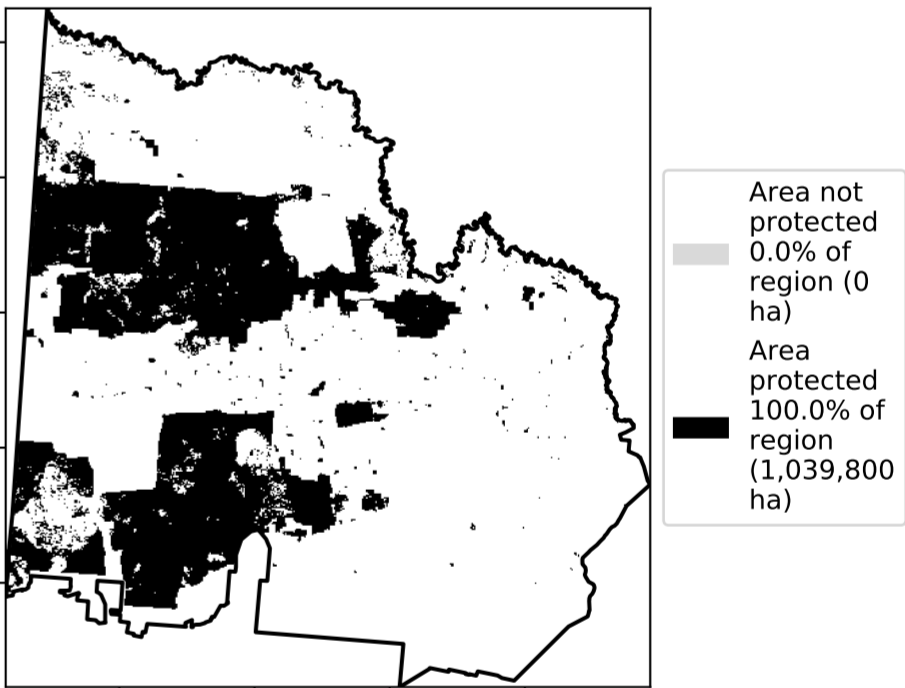 Area not
protected
0.0% of
region (0
ha)
Area
protected
100.0% of
region
(1,039,800
ha)